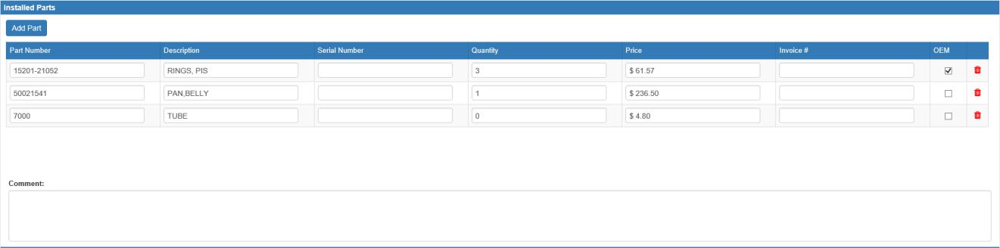 Installed Parts
Add Part
Part Number Description Serial Number Quantity Price Invoice # OEM
15201-21052 RINGS, PIS 3 $ 61.57
50021541 PAN,BELLY 1 $ 236.50
7000 TUBE 0 $ 4.80
Comment: